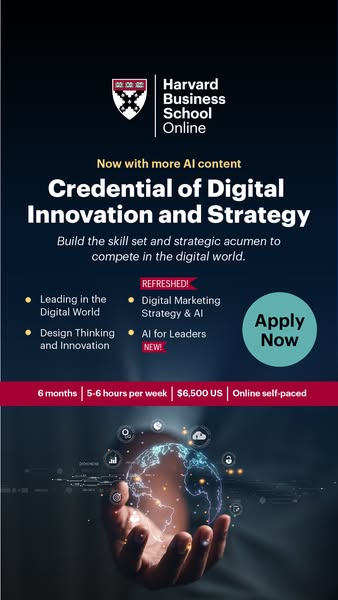 Harvard
Business
School
Online
Now with more AI content
Credential of Digital
Innovation and Strategy
Build the skill set and strategic acumen to
compete in the digital world.
Leading in the
Digital World
Design Thinking
and Innovation
REFRESHED!
Digital Marketing
Strategy & AI
AI for Leaders
NEW!
Apply
Now
6 months | 5-6 hours per week | $6,500 US | Online self-paced